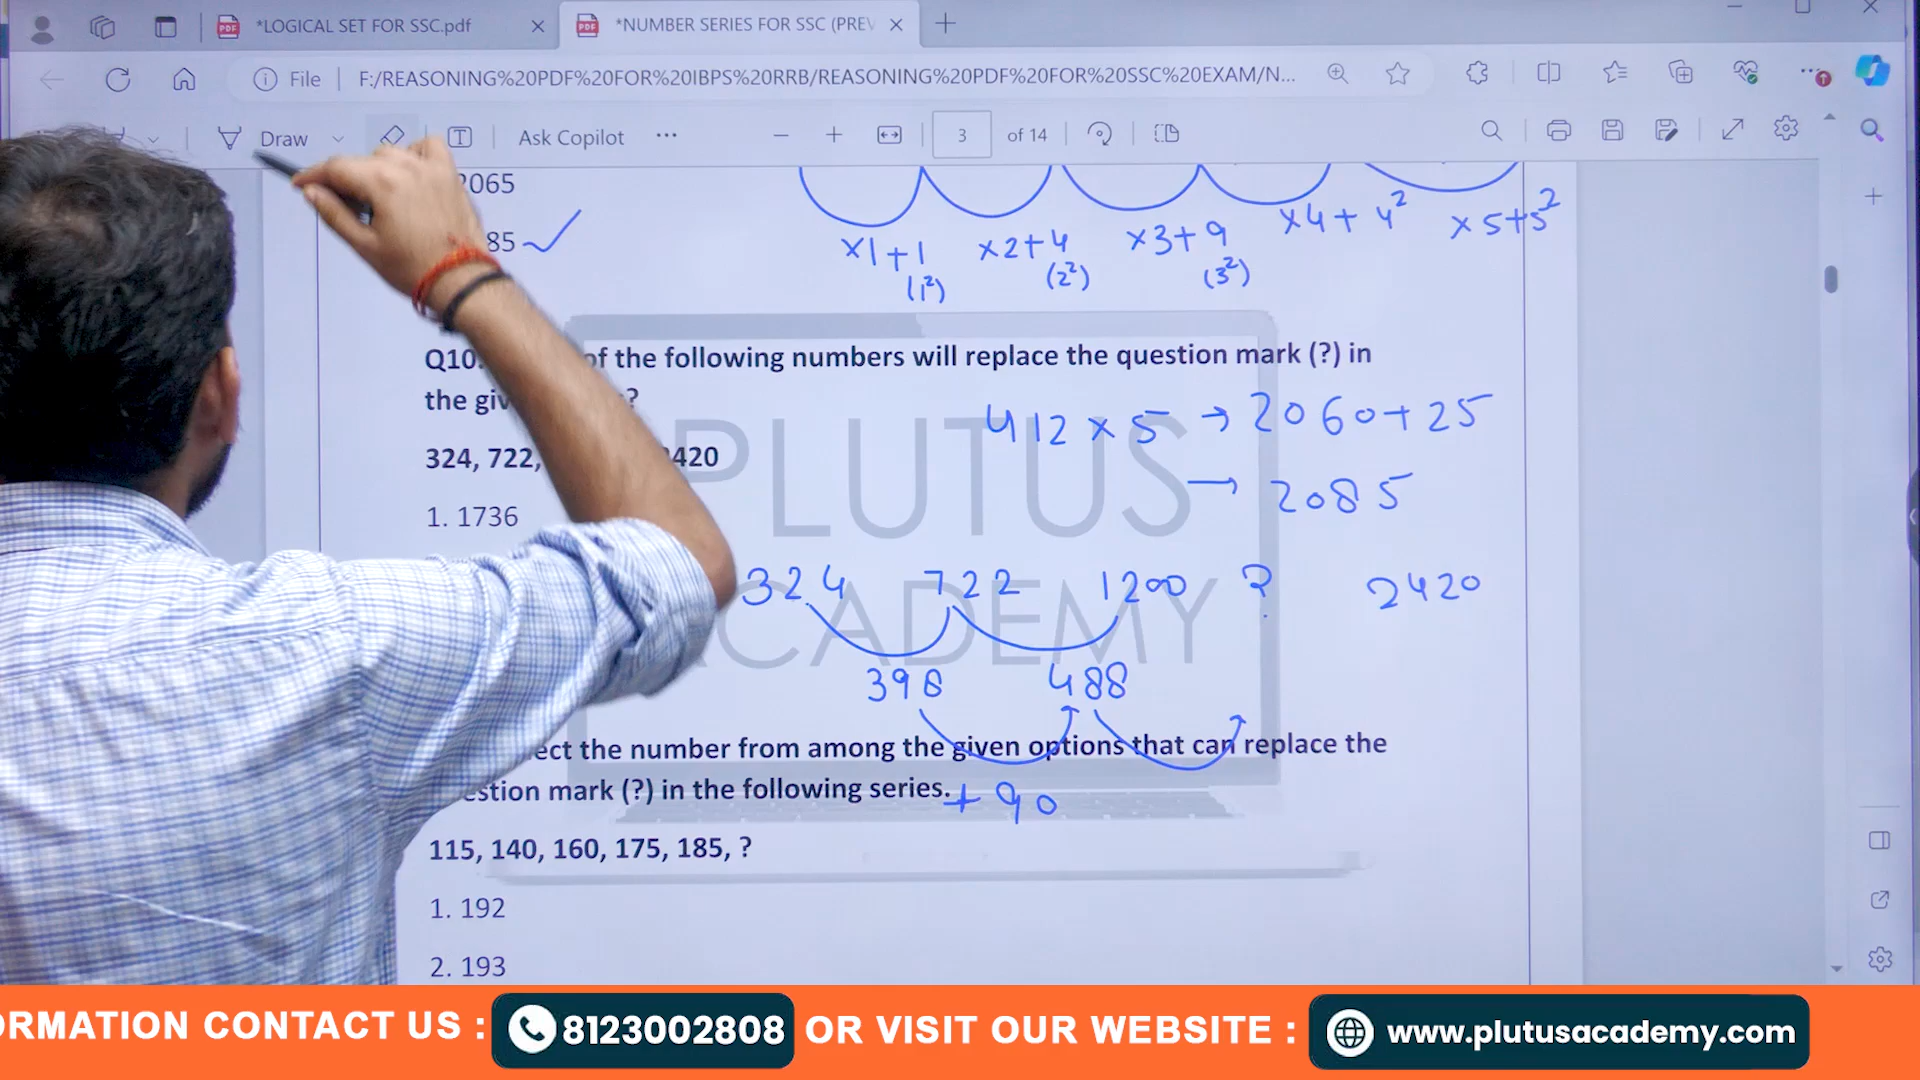 *LOGICAL SET FOR SSC.pdf
*NUMBER SERIES FOR SSC (PREV
File
F:/REASONING%20PDF%20FOR%20IBPS%20RRB/REASONING%20PDF%20FOR%20SSC%20EXAM/N...
Draw
Ask Copilot
3 of 14
2065
85
×1+1
(1²)
×2+4
(2²)
×3+9
(3²)
×4+4²
×5+5²
Q10. of the following numbers will replace the question mark (?) in
the giv ?
412×5 → 2060+25
324, 722, 2420
→ 2085
1. 1736
324 722 1200 ? 2420
398 488
+90
PLUTUS
ACADEMY
ect the number from among the given options that can replace the
estion mark (?) in the following series.
115, 140, 160, 175, 185, ?
1. 192
2. 193
ORMATION CONTACT US : 8123002808 OR VISIT OUR WEBSITE : www.plutusacademy.com